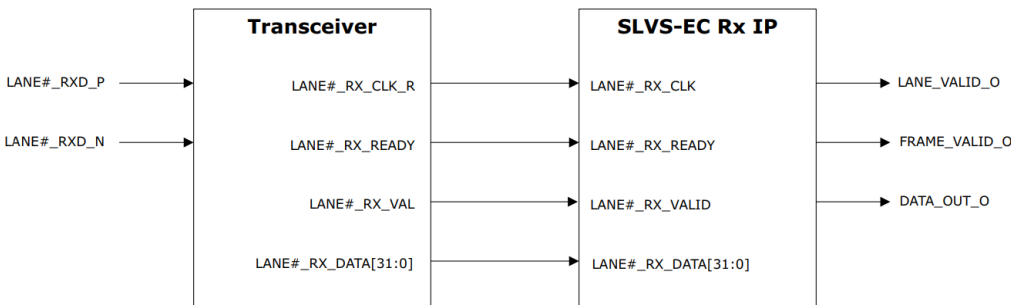 Transceiver
SLVS-EC Rx IP
LANE#_RXD_P
LANE#_RX_CLK_R
LANE#_RX_CLK
LANE_VALID_O
LANE#_RXD_N
LANE#_RX_READY
LANE#_RX_READY
FRAME_VALID_O
LANE#_RX_VAL
LANE#_RX_VALID
DATA_OUT_O
LANE#_RX_DATA[31:0]
LANE#_RX_DATA[31:0]